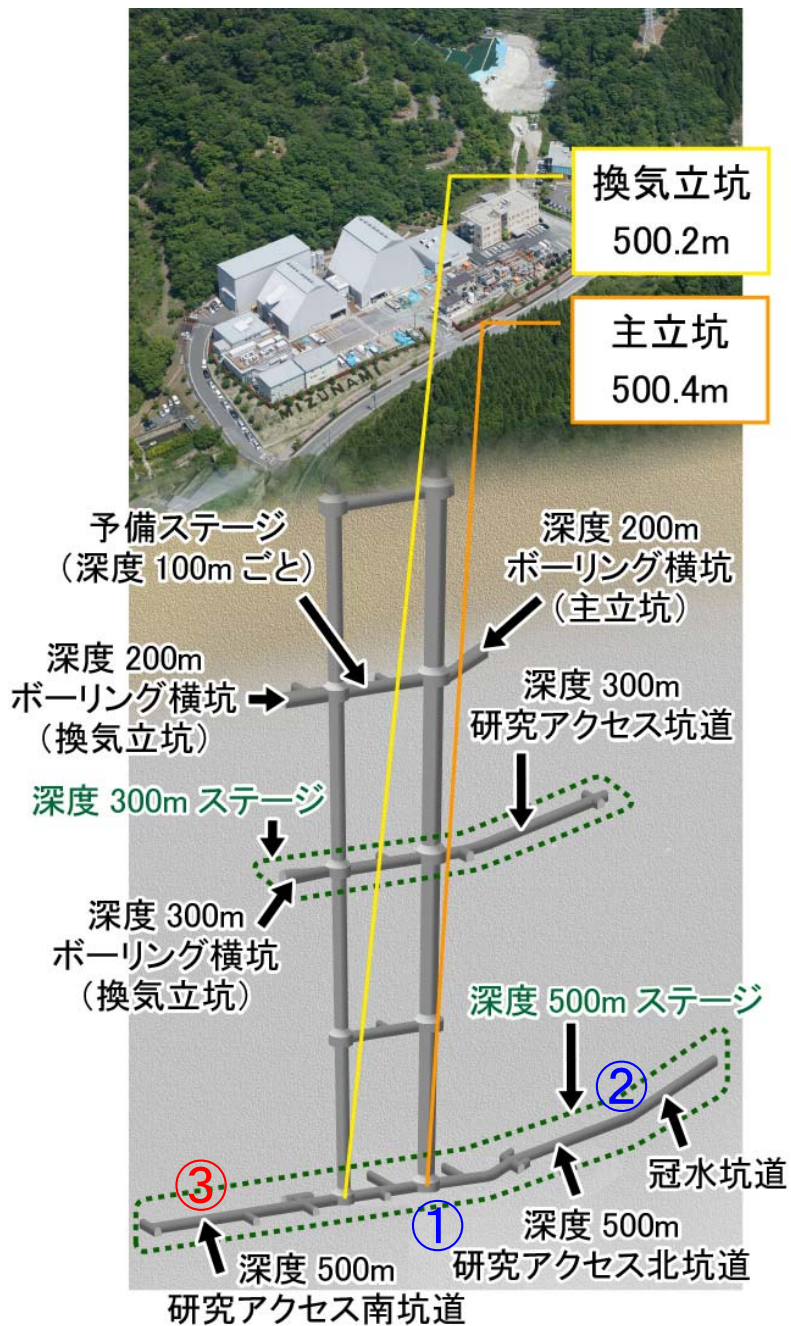 換気立坑
500.2m
主立坑
500.4m
MIZUNAMI
予備ステージ
（深度 100m ごと）
深度 200m
ボーリング横坑
（主立坑）
深度 200m
ボーリング横坑
（換気立坑）
深度 300m
研究アクセス坑道
深度 300m ステージ
深度 300m
ボーリング横坑
（換気立坑）
深度 500m ステージ
②
③
冠水坑道
①
深度 500m
研究アクセス北坑道
深度 500m
研究アクセス南坑道